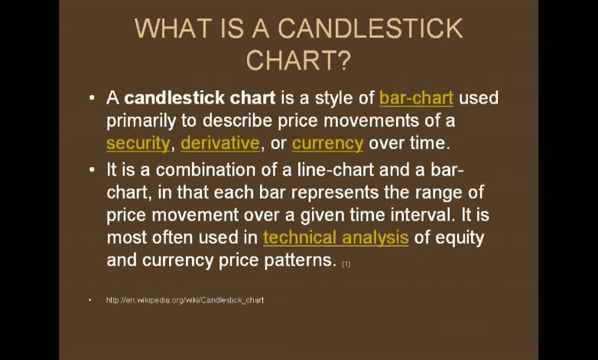 WHAT IS A CANDLESTICK
CHART?
• A candlestick chart is a style of bar-chart used
primarily to describe price movements of a
security, derivative, or currency over time.
• It is a combination of a line-chart and a bar-
chart, in that each bar represents the range of
price movement over a given time interval. It is
most often used in technical analysis of equity
and currency price patterns. (1)
• http://en.wikipedia.org/wiki/Candlestick_chart